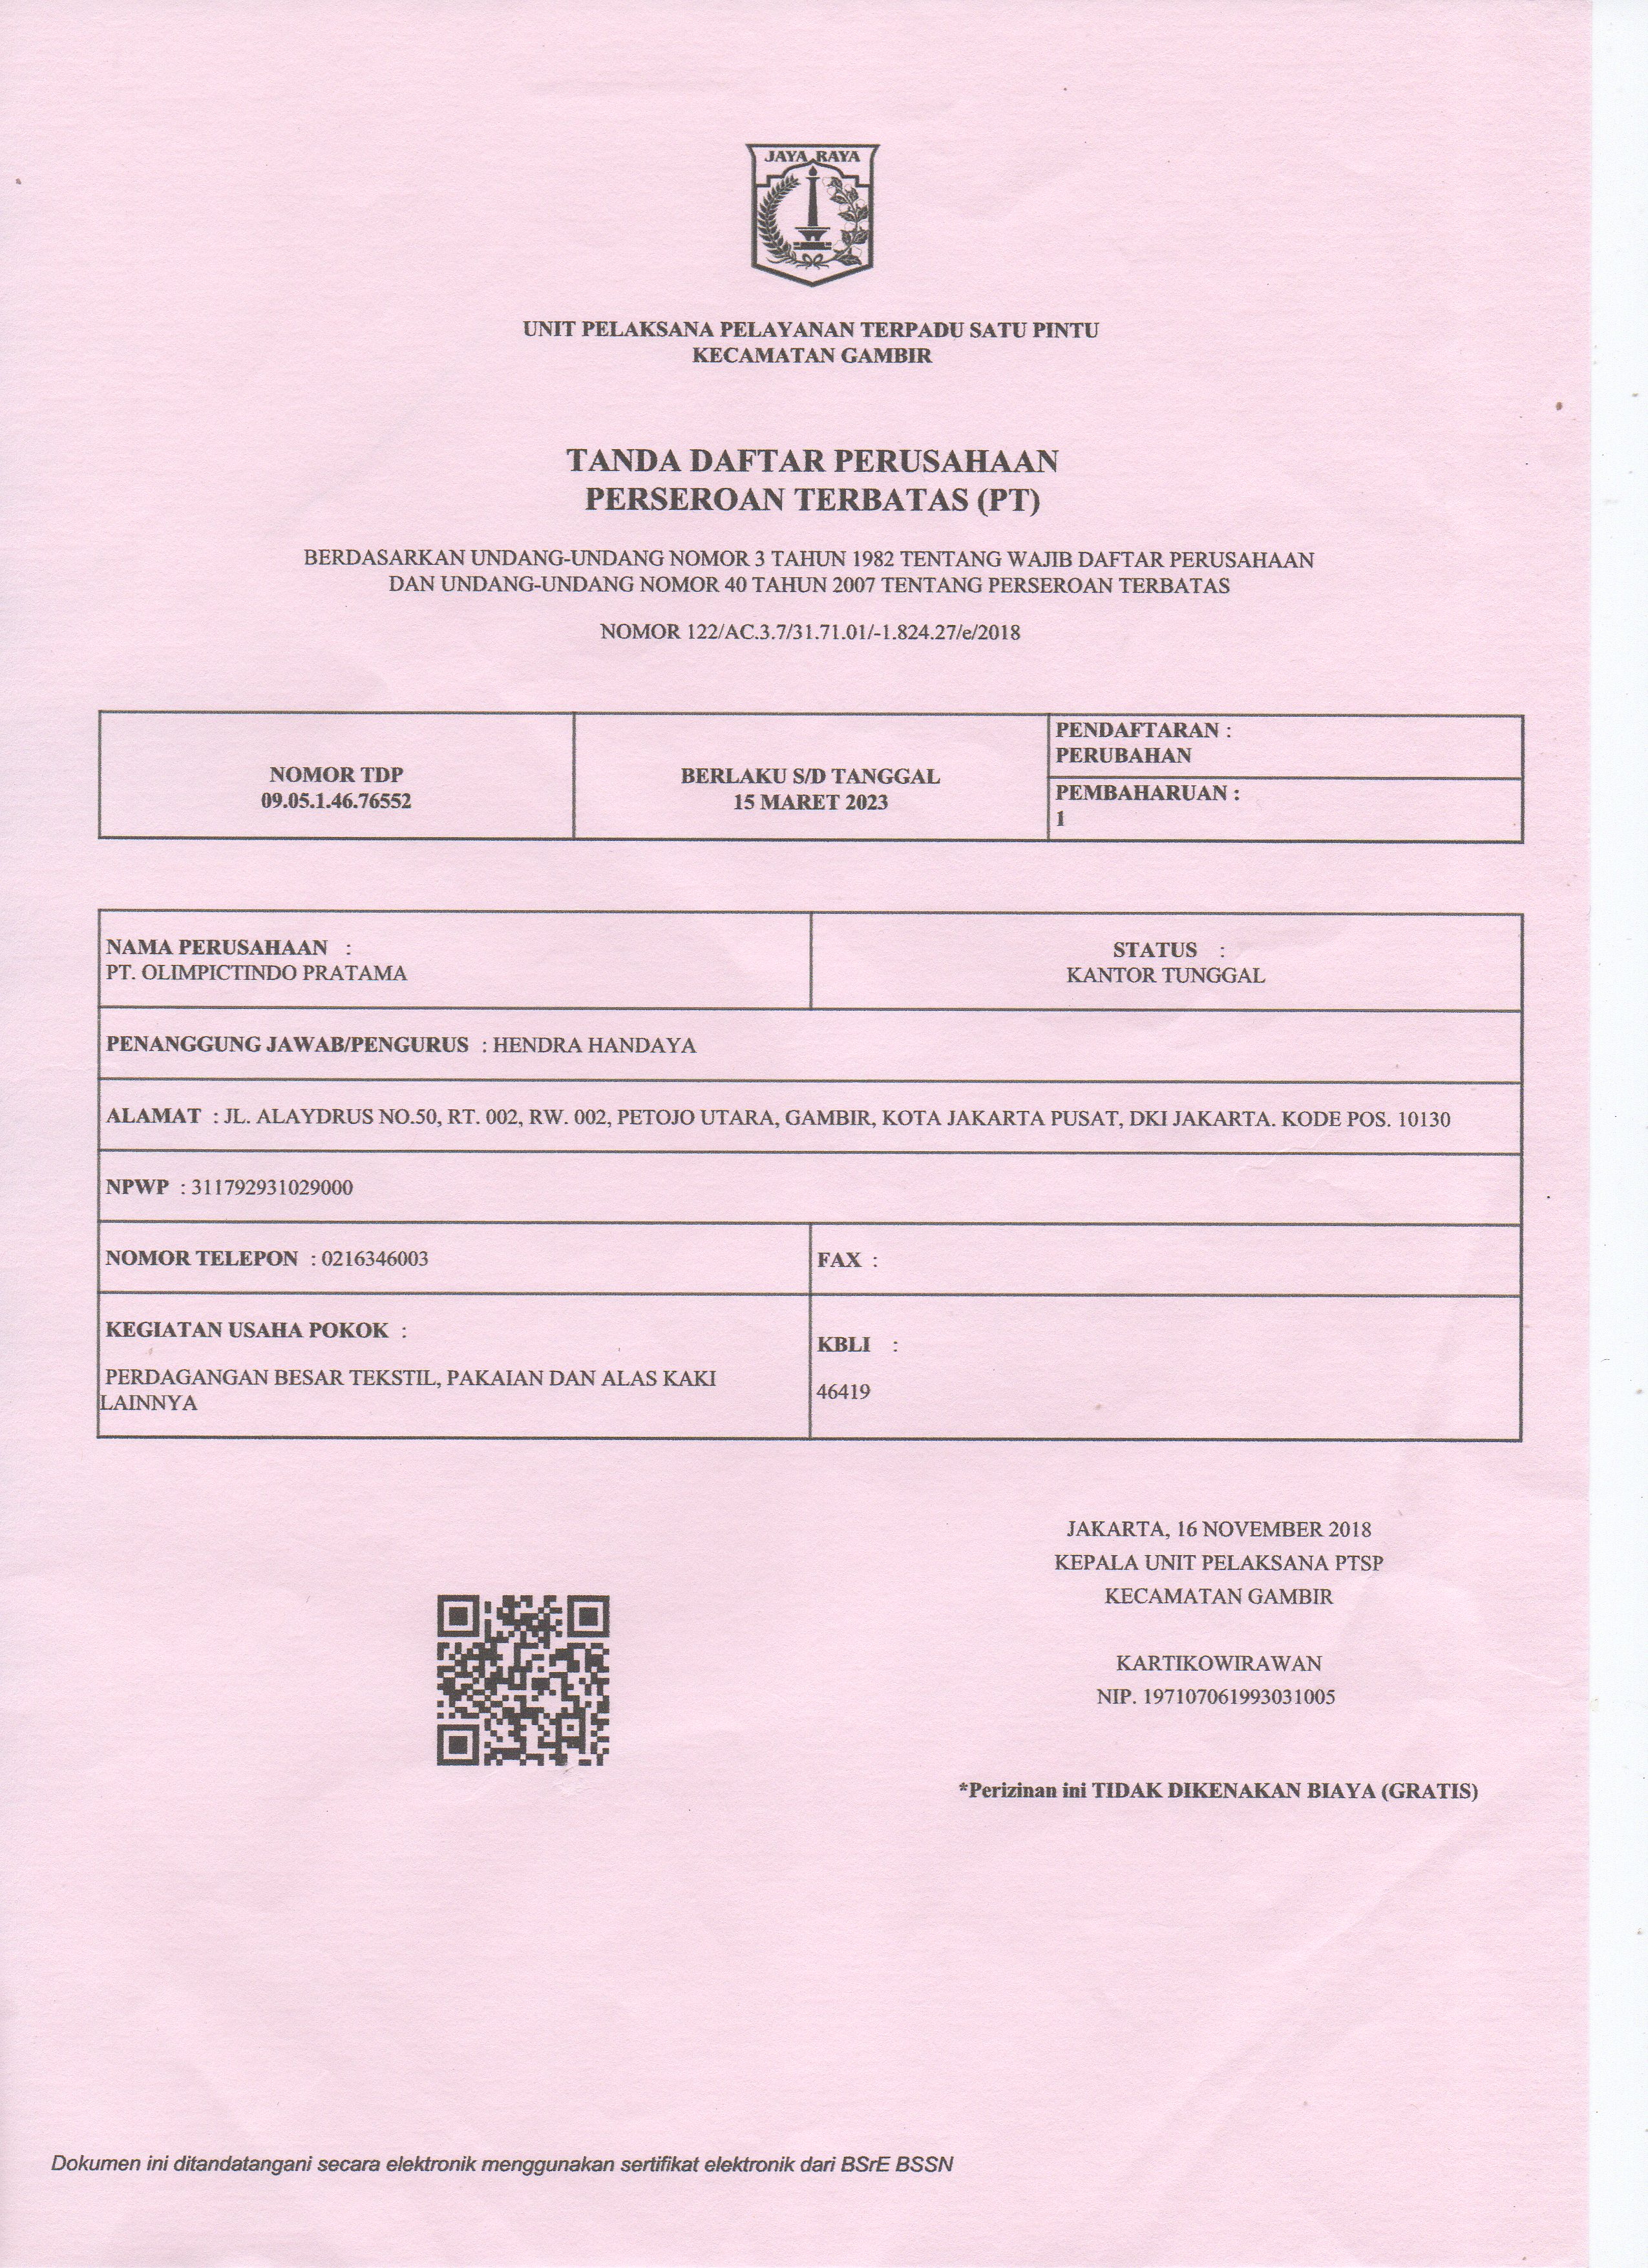 JAYA RAYA
UNIT PELAKSANA PELAYANAN TERPADU SATU PINTU
KECAMATAN GAMBIR
TANDA DAFTAR PERUSAHAAN
PERSEROAN TERBATAS (PT)
BERDASARKAN UNDANG-UNDANG NOMOR 3 TAHUN 1982 TENTANG WAJIB DAFTAR PERUSAHAAN
DAN UNDANG-UNDANG NOMOR 40 TAHUN 2007 TENTANG PERSEROAN TERBATAS
NOMOR 122/AC.3.7/31.71.01/-1.824.27/e/2018
NOMOR TDP
09.05.1.46.76552
BERLAKU S/D TANGGAL
15 MARET 2023
PENDAFTARAN :
PERUBAHAN
PEMBAHARUAN :
1
NAMA PERUSAHAAN :
PT. OLIMPICTINDO PRATAMA
STATUS :
KANTOR TUNGGAL
PENANGGUNG JAWAB/PENGURUS : HENDRA HANDAYA
ALAMAT : JL. ALAYDRUS NO.50, RT. 002, RW. 002, PETOJO UTARA, GAMBIR, KOTA JAKARTA PUSAT, DKI JAKARTA. KODE POS. 10130
NPWP : 311792931029000
NOMOR TELEPON : 0216346003
FAX :
KEGIATAN USAHA POKOK :
PERDAGANGAN BESAR TEKSTIL, PAKAIAN DAN ALAS KAKI
LAINNYA
KBLI :
46419
JAKARTA, 16 NOVEMBER 2018
KEPALA UNIT PELAKSANA PTSP
KECAMATAN GAMBIR
KARTIKOWIRAWAN
NIP. 197107061993031005
*Perizinan ini TIDAK DIKENAKAN BIAYA (GRATIS)
Dokumen ini ditandatangani secara elektronik menggunakan sertifikat elektronik dari BSrE BSSN